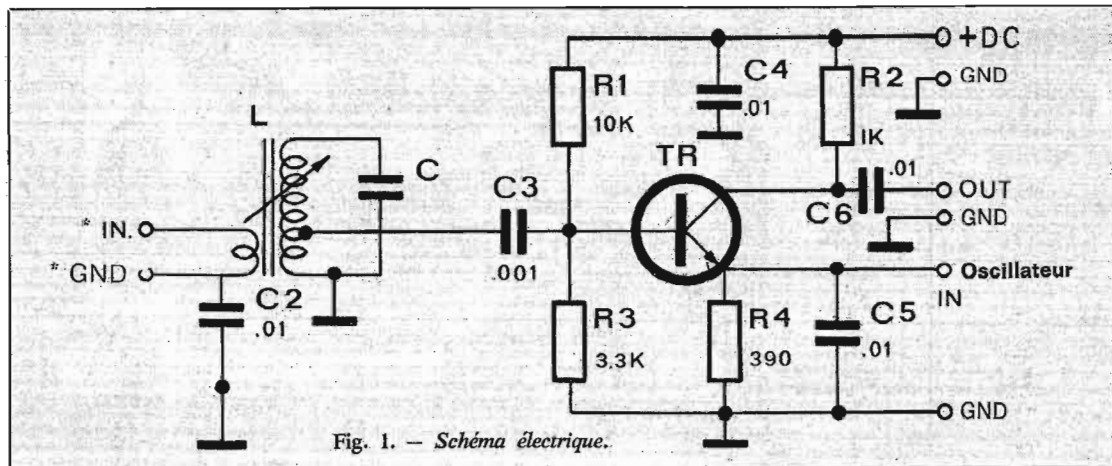 L
* IN.
* GND
C2
.01
C
C3
.001
R1
10K
R3
3.3K
C4
.01
TR
R2
1K
.01
C6
R4
390
C5
.01
+DC
GND
OUT
GND
Oscillateur
IN
GND
Fig. 1. — Schéma électrique.